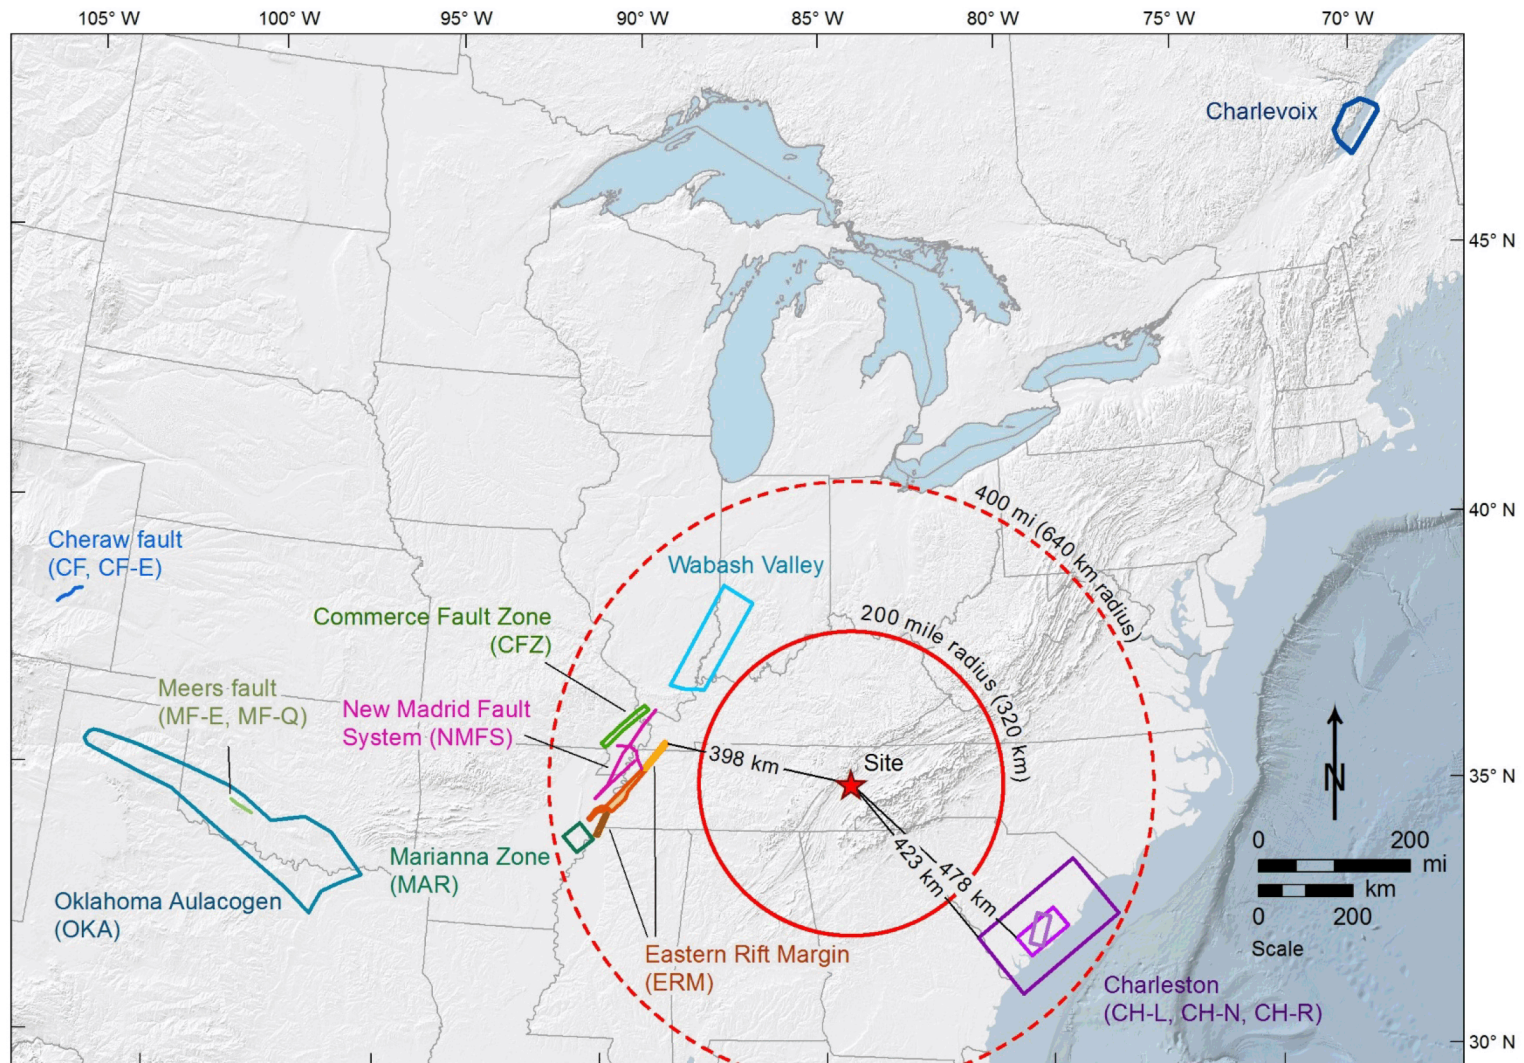 105° W
100° W
95° W
90° W
85° W
80° W
75° W
70° W
Charlevoix
45° N
40° N
400 mi (640 km radius)
Cheraw fault
(CF, CF-E)
Wabash Valley
Commerce Fault Zone
(CFZ)
200 mile radius (320 km)
Meers fault
(MF-E, MF-Q)
New Madrid Fault
System (NMFS)
398 km
Site
35° N
N
423 km
478 km
0
200
mi
km
0
200
Scale
Marianna Zone
(MAR)
Oklahoma Aulacogen
(OKA)
Eastern Rift Margin
(ERM)
Charleston
(CH-L, CH-N, CH-R)
30° N